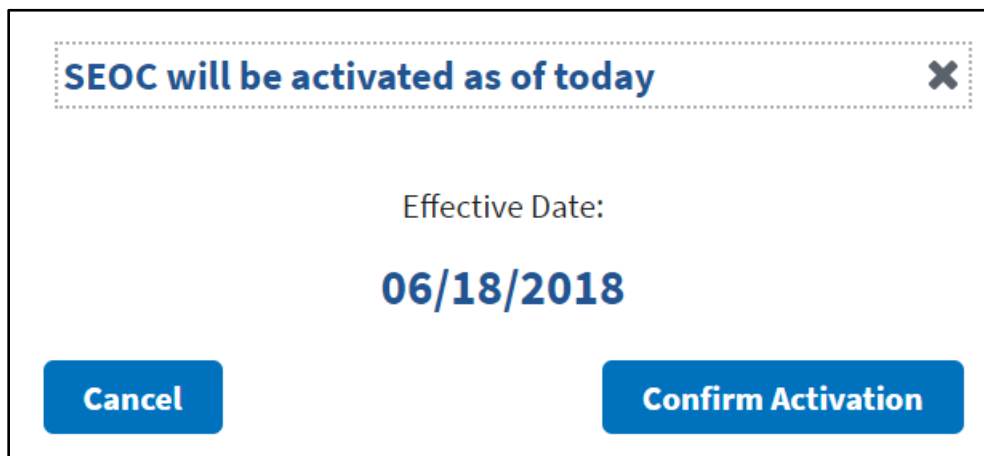 SEOC will be activated as of today
Effective Date:
06/18/2018
Cancel
Confirm Activation